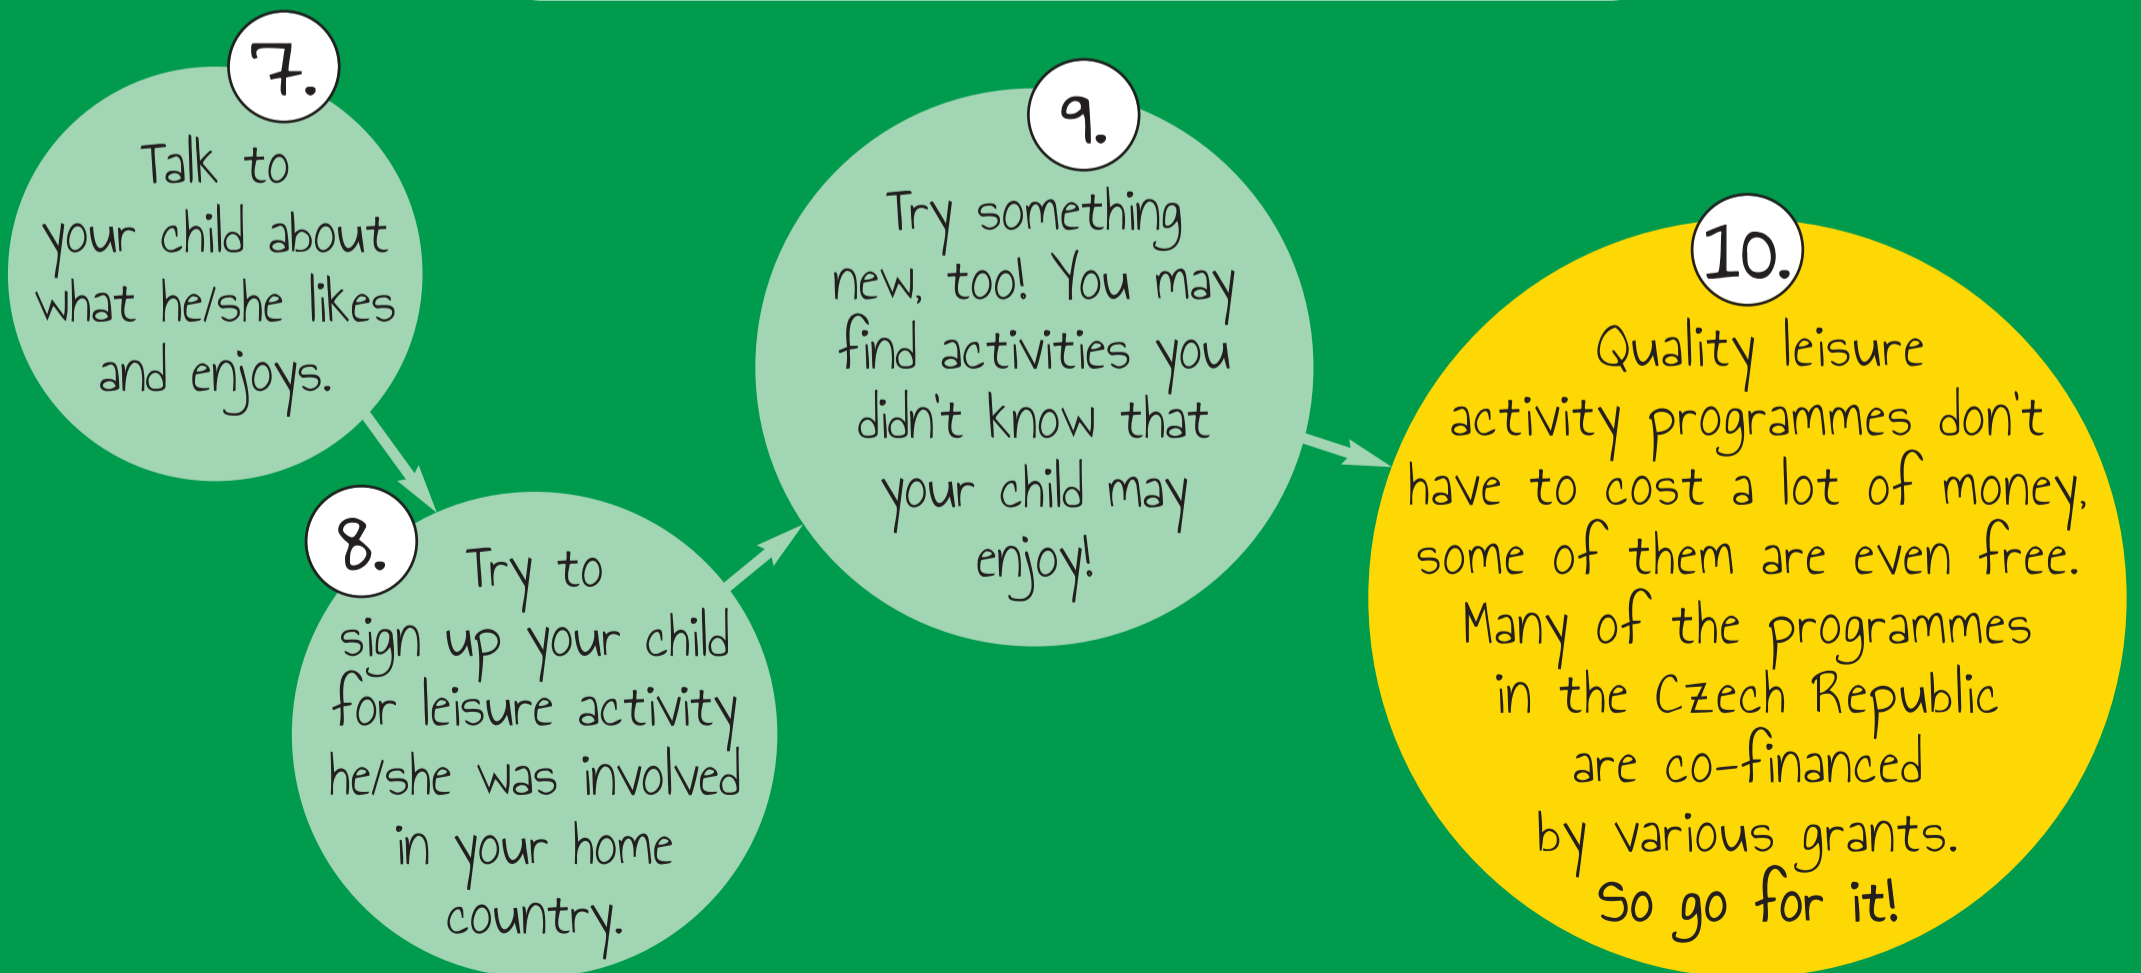 7.
Talk to
your child about
what he/she likes
and enjoys.
8.
Try to
sign up your child
for leisure activity
he/she was involved
in your home
country.
9.
Try something
new, too! You may
find activities you
didn't know that
your child may
enjoy!
10.
Quality leisure
activity programmes don't
have to cost a lot of money,
some of them are even free.
Many of the programmes
in the Czech Republic
are co-financed
by various grants.
So go for it!